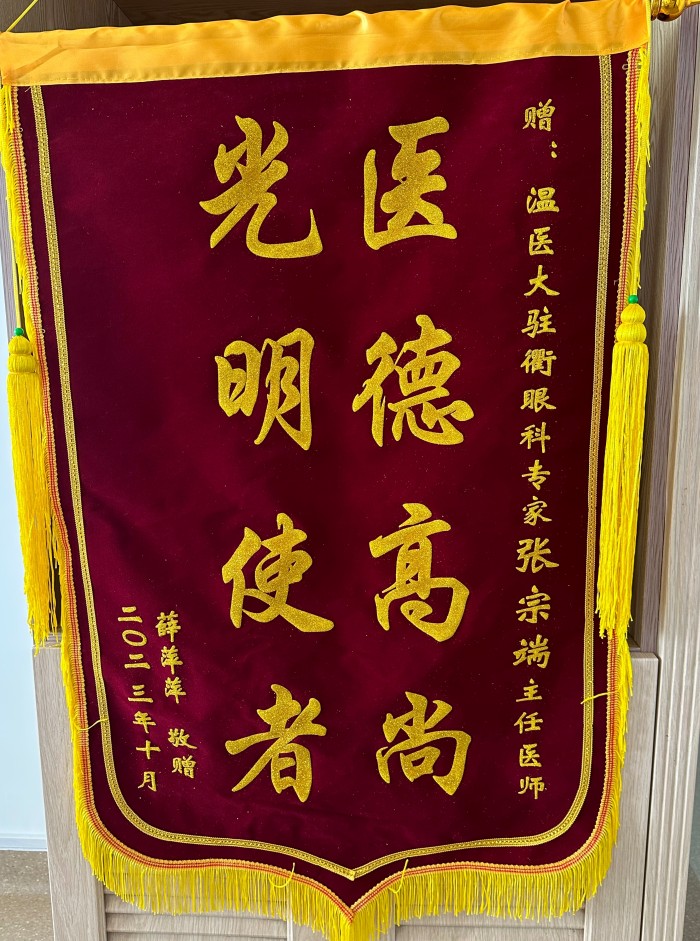 赠：温医大驻衢眼科专家张宗端主任医师
医德高尚
光明使者
薛萍萍 敬赠
二〇二三年十月